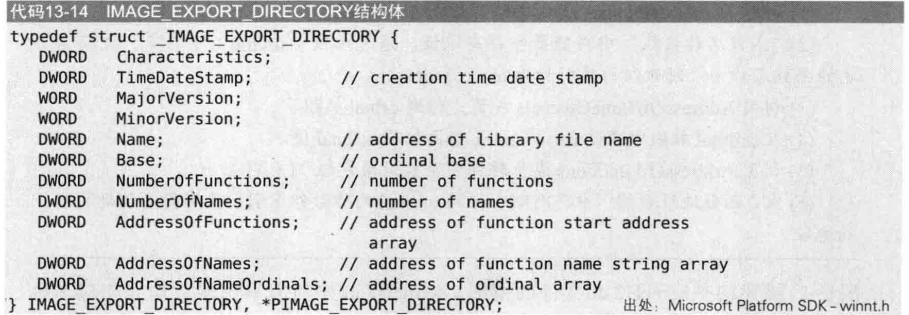 代码13-14 IMAGE_EXPORT_DIRECTORY结构体
typedef struct _IMAGE_EXPORT_DIRECTORY {
DWORD Characteristics;
DWORD TimeDateStamp; // creation time date stamp
WORD MajorVersion;
WORD MinorVersion;
DWORD Name; // address of library file name
DWORD Base; // ordinal base
DWORD NumberOfFunctions; // number of functions
DWORD NumberOfNames; // number of names
DWORD AddressOfFunctions; // address of function start address
array
DWORD AddressOfNames; // address of function name string array
DWORD AddressOfNameOrdinals; // address of ordinal array
} IMAGE_EXPORT_DIRECTORY, *PIMAGE_EXPORT_DIRECTORY; 出处：Microsoft Platform SDK - winnt.h